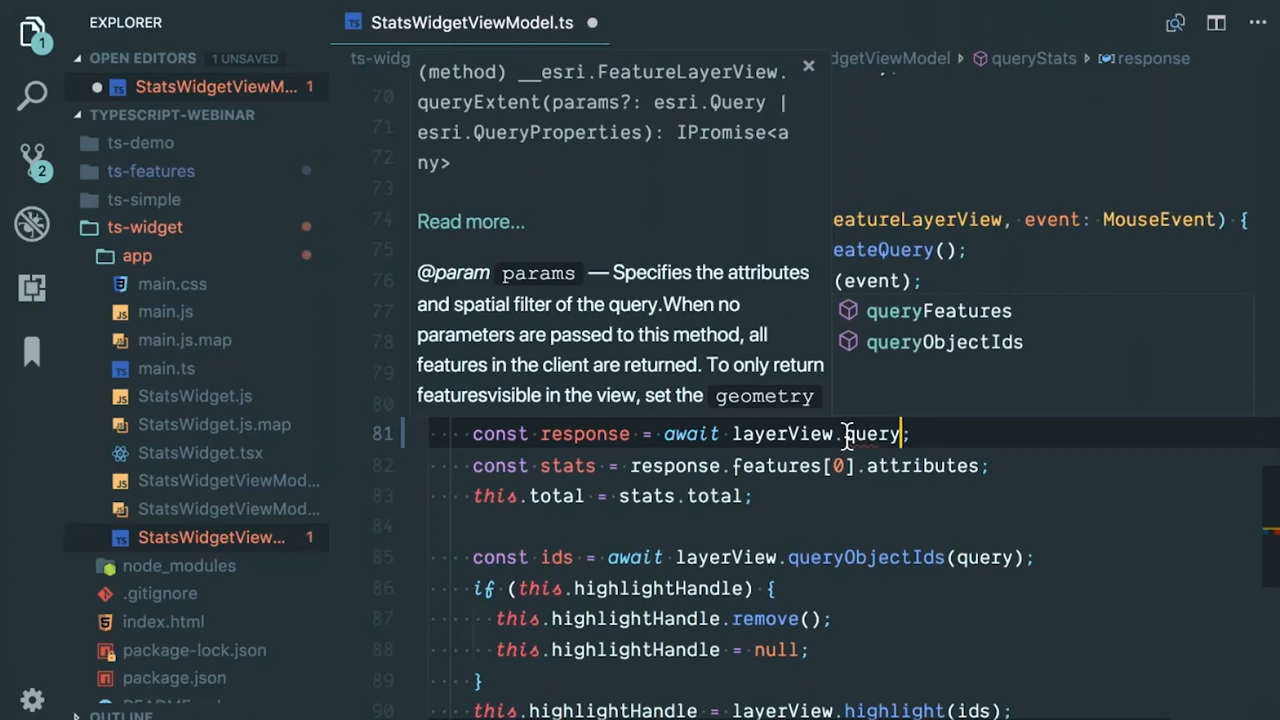 1
EXPLORER
OPEN EDITORS 1 UNSAVED
StatsWidgetViewM... 1
TYPESCRIPT-WEBINAR
ts-demo
ts-features
ts-simple
ts-widget
app
main.css
main.js
main.js.map
main.ts
StatsWidget.js
StatsWidget.js.map
StatsWidget.tsx
StatsWidgetViewMod...
StatsWidgetViewMod...
StatsWidgetView... 1
node_modules
.gitignore
index.html
package-lock.json
package.json
OUTLINE
2
StatsWidgetViewModel.ts
ts-widg
dgetViewModel > queryStats > response
(method) __esri.FeatureLayerView.
queryExtent(params?: esri.Query |
esri.QueryProperties): IPromise<a
ny>
Read more...
@param params — Specifies the attributes
and spatial filter of the query.When no
parameters are passed to this method, all
features in the client are returned. To only return
featuresvisible in the view, set the geometry
70
71
72
73
74 eatureLayerView, event: MouseEvent) {
75 eateQuery();
76 (event);
77 queryFeatures
78 queryObjectIds
79
80
81 const response = await layerView.query;
82 const stats = response.features[0].attributes;
83 this.total = stats.total;
84
85 const ids = await layerView.queryObjectIds(query);
86 if (this.highlightHandle) {
87 this.highlightHandle.remove();
88 this.highlightHandle = null;
89 }
90 this.highlightHandle = layerView.highlight(ids);